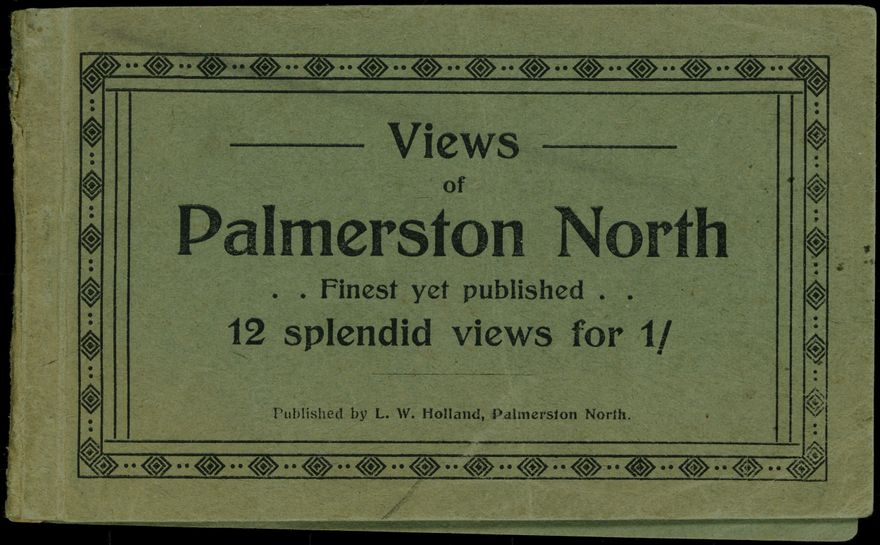 Views
of
Palmerston North
. . Finest yet published . .
12 splendid views for 1/
Published by L. W. Holland, Palmerston North.